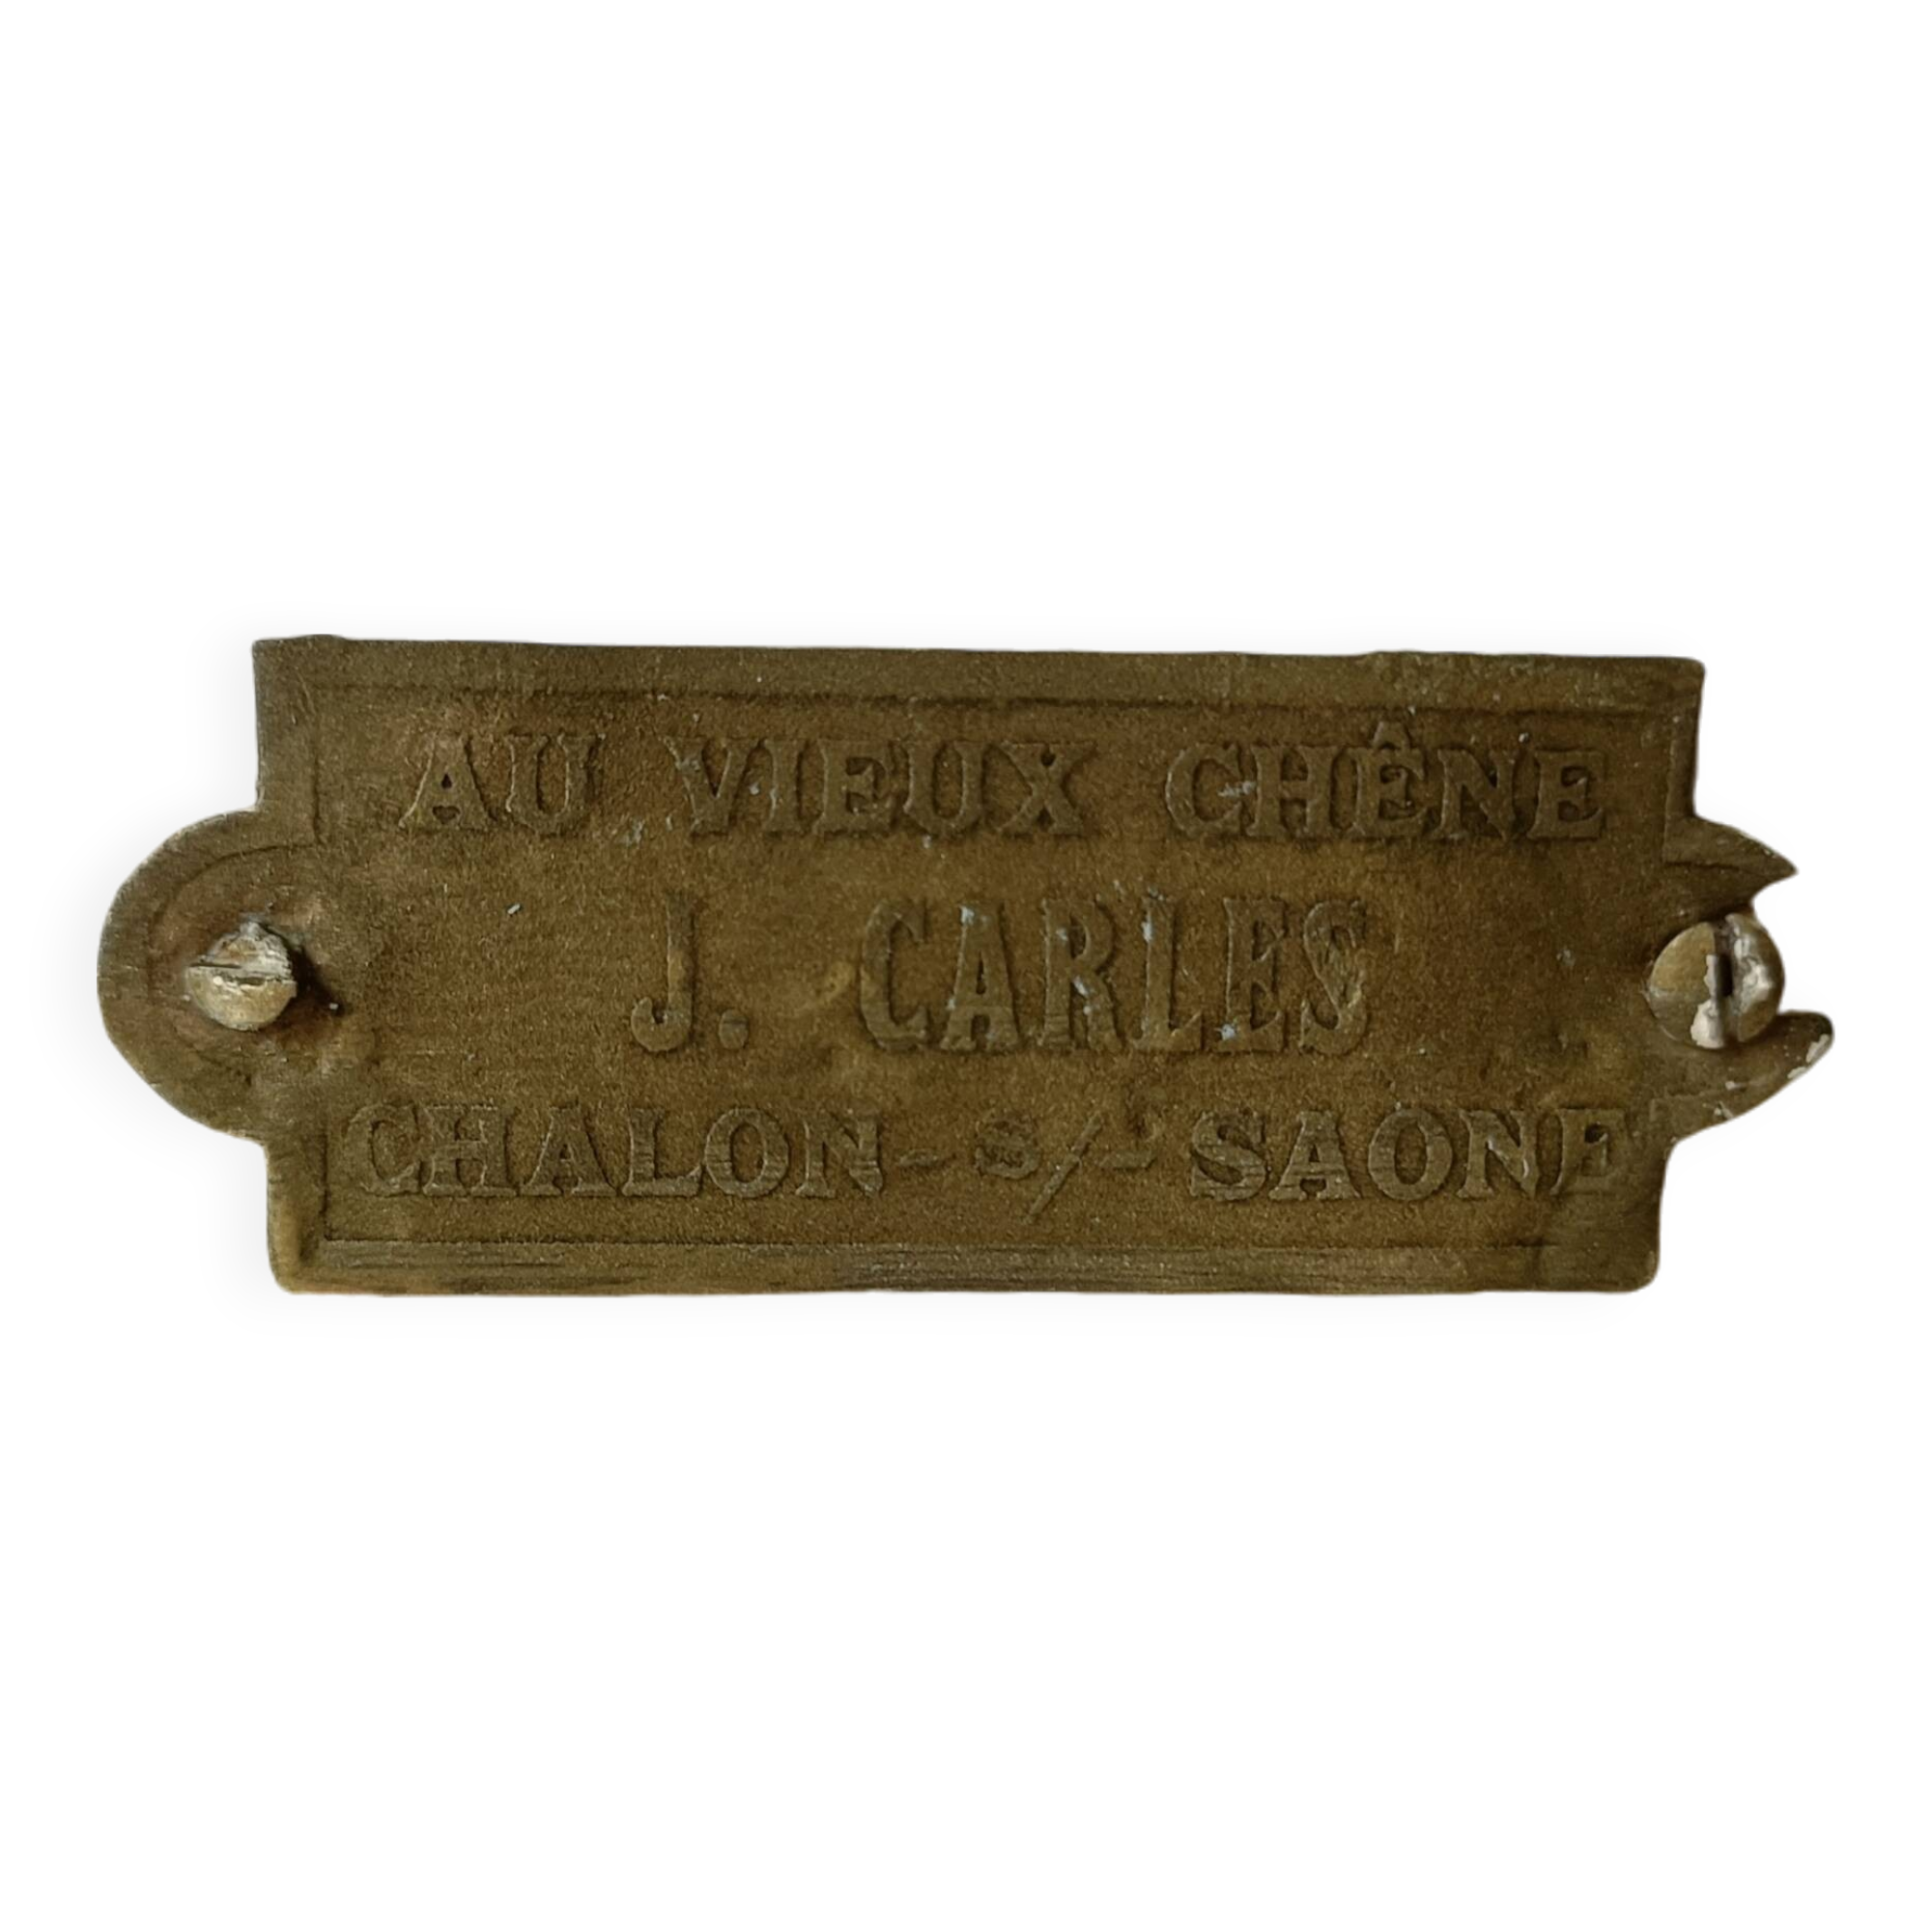 AU VIEUX CHÊNE
J. CARLES
CHALON-s/-SAONE